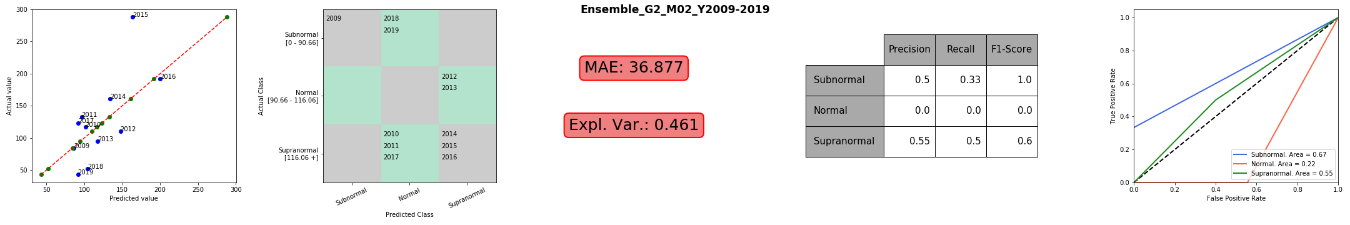 Ensemble_G2_M02_Y2009-2019
300
250
200
150
100
50
50 100 150 200 250 300
Actual value
Predicted value
2015
2016
2014
2011
2017
2010
2012
2013
2009
2018
2019
Actual Class
Subnormal
[0 - 90.66]
Normal
[90.66 - 116.06]
Supranormal
[116.06 +]
2009
2018
2019
2012
2013
2010
2011
2017
2014
2015
2016
Subnormal Normal Supranormal
Predicted Class
MAE: 36.877
Expl. Var.: 0.461
Precision Recall F1-Score
Subnormal 0.5 0.33 1.0
Normal 0.0 0.0 0.0
Supranormal 0.55 0.5 0.6
True Positive Rate
1.0
0.8
0.6
0.4
0.2
0.0
0.0 0.2 0.4 0.6 0.8 1.0
False Positive Rate
Subnormal. Area = 0.67
Normal. Area = 0.22
Supranormal. Area = 0.55